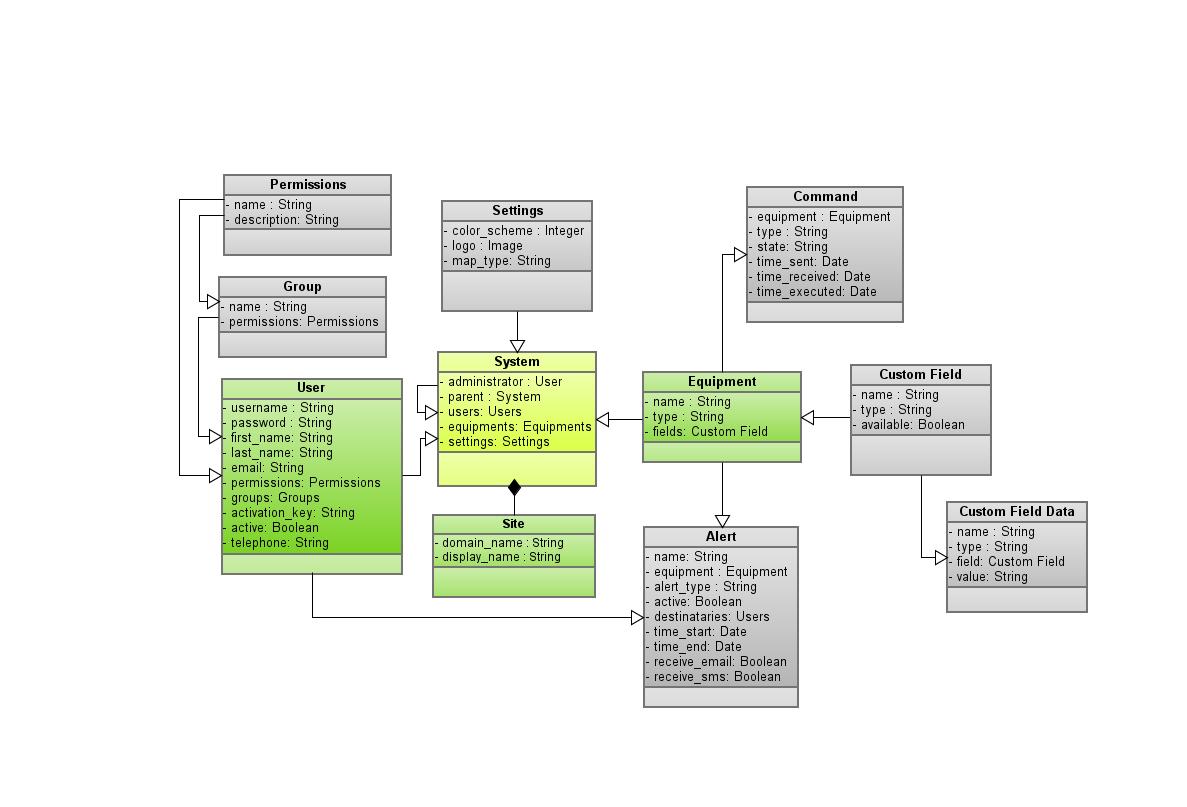 Permissions
- name : String
- description: String
Group
- name : String
- permissions: Permissions
User
- username : String
- password : String
- first_name: String
- last_name: String
- email: String
- permissions: Permissions
- groups: Groups
- activation_key: String
- active: Boolean
- telephone: String
Settings
- color_scheme : Integer
- logo : Image
- map_type: String
System
- administrator : User
- parent : System
- users: Users
- equipments: Equipments
- settings: Settings
Site
- domain_name : String
- display_name : String
Equipment
- name : String
- type : String
- fields: Custom Field
Command
- equipment : Equipment
- type : String
- state: String
- time_sent: Date
- time_received: Date
- time_executed: Date
Custom Field
- name : String
- type : String
- available: Boolean
Custom Field Data
- name : String
- type : String
- field: Custom Field
- value: String
Alert
- name: String
- equipment : Equipment
- alert_type : String
- active: Boolean
- destinataries: Users
- time_start: Date
- time_end: Date
- receive_email: Boolean
- receive_sms: Boolean